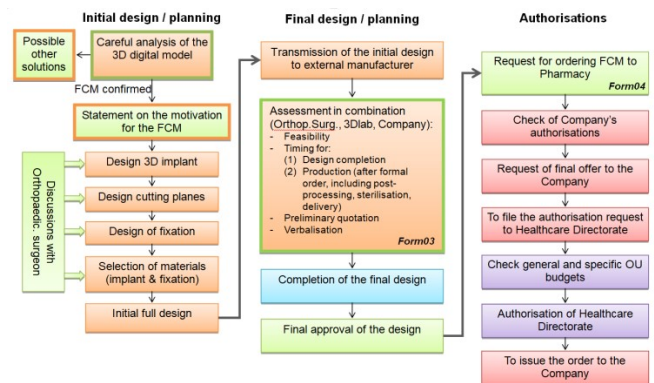 Initial design / planning
Possible
other
solutions
Careful analysis of the
3D digital model
FCM confirmed
Statement on the motivation
for the FCM
Discussions with
Orthopaedic. surgeon
Design 3D implant
Design cutting planes
Design of fixation
Selection of materials
(implant & fixation)
Initial full design
Final design / planning
Transmission of the initial design
to external manufacturer
Assessment in combination
(Orthop.Surg., 3Dlab, Company):
- Feasibility
- Timing for:
(1) Design completion
(2) Production (after formal
order, including post-
processing, sterilisation,
delivery)
- Preliminary quotation
- Verbalisation
Form03
Completion of the final design
Final approval of the design
Authorisations
Request for ordering FCM to
Pharmacy
Form04
Check of Company's
authorisations
Request of final offer to the
Company
To file the authorisation request
to Healthcare Directorate
Check general and specific OU
budgets
Authorisation of Healthcare
Directorate
To issue the order to the
Company